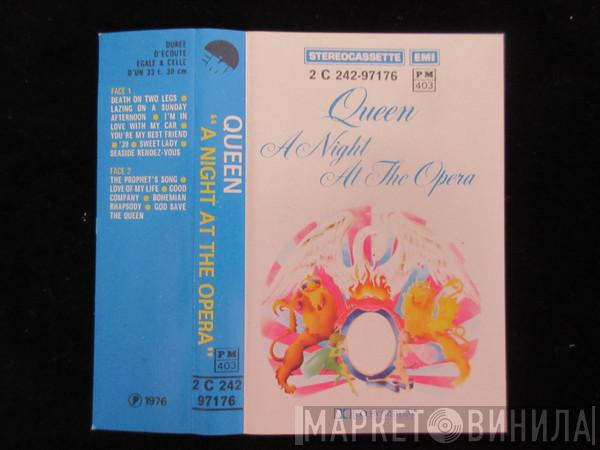 DUREE
D'ECOUTE
EGALE A CELLE
D'UN 33 t. 30 cm
FACE 1
DEATH ON TWO LEGS ●
LAZING ON A SUNDAY
AFTERNOON ● I'M IN
LOVE WITH MY CAR ●
YOU'RE MY BEST FRIEND
● '39 ● SWEET LADY ●
SEASIDE RENDEZ-VOUS
FACE 2
THE PROPHET'S SONG ●
LOVE OF MY LIFE ● GOOD
COMPANY ● BOHEMIAN
RHAPSODY ● GOD SAVE
THE QUEEN
℗ 1976
QUEEN
"A NIGHT AT THE OPERA"
PM
403
2 C 242
97176
STEREOCASSETTE EMI
2 C 242-97176 PM
403
Queen
A Night
At The Opera
МАРКЕТ ВИНИЛА